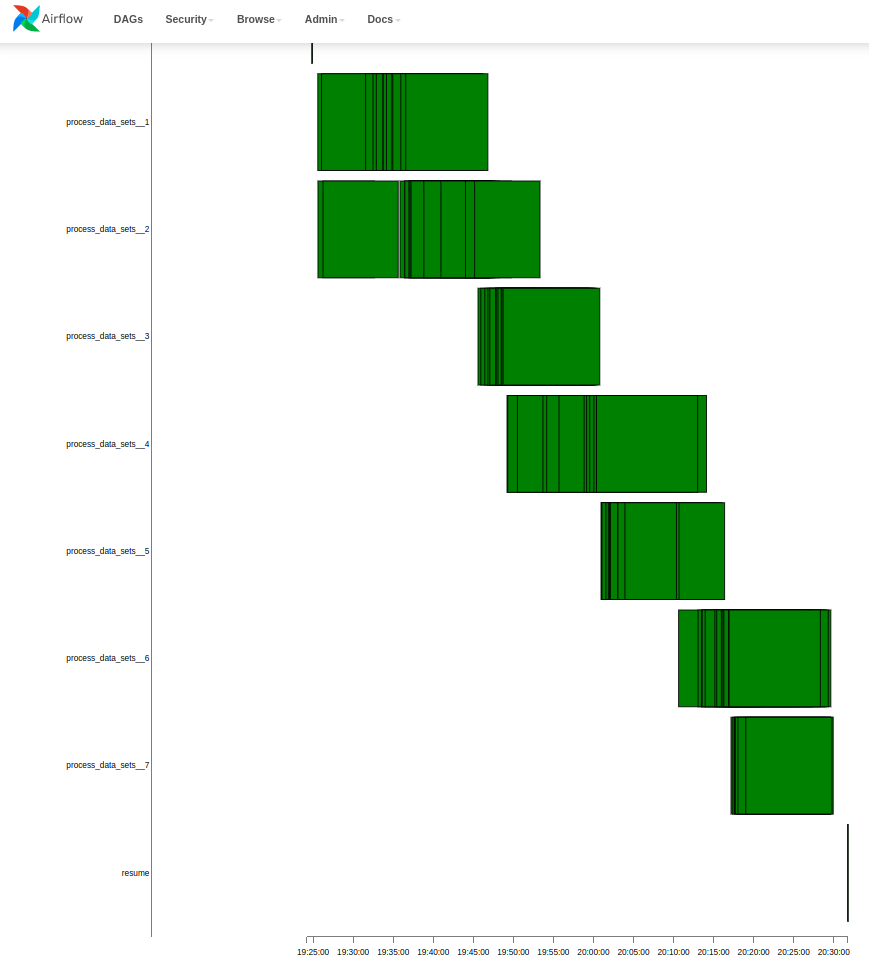 Airflow DAGs Security Browse Admin Docs
process_data_sets__1
process_data_sets__2
process_data_sets__3
process_data_sets__4
process_data_sets__5
process_data_sets__6
process_data_sets__7
resume
19:25:00 19:30:00 19:35:00 19:40:00 19:45:00 19:50:00 19:55:00 20:00:00 20:05:00 20:10:00 20:15:00 20:20:00 20:25:00 20:30:00